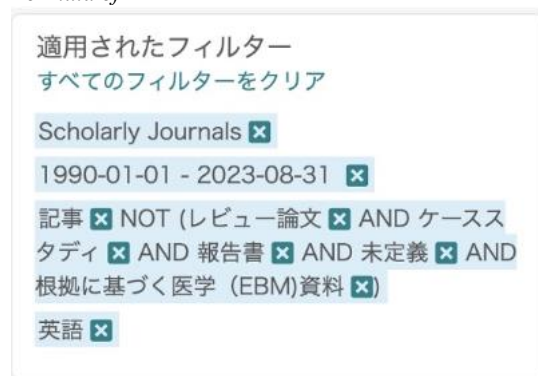 適用されたフィルター
すべてのフィルターをクリア
Scholarly Journals
1990-01-01 - 2023-08-31
記事 NOT (レビュー論文 AND ケースス
タディ AND 報告書 AND 未定義 AND
根拠に基づく医学（EBM)資料 )
英語